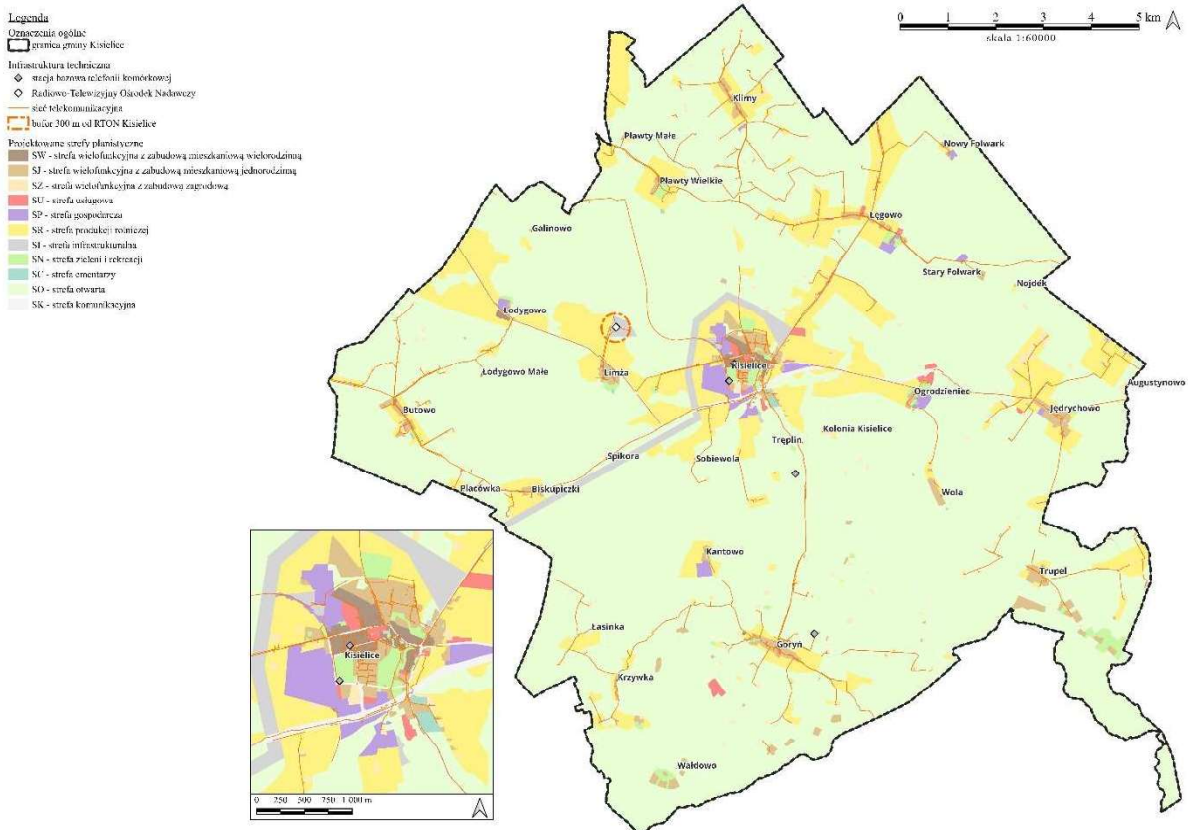 Legenda
Oznaczenia ogólne
granica gminy Kisielice
Infrastruktura techniczna
stacja bazowa telefonii komórkowej
Radiowo-Telewizyjny Ośrodek Nadawczy
sieć telekomunikacyjna
bufor 300 m od RTON Kisielice
Projektowane strefy planistyczne
SW - strefa wielofunkcyjna z zabudową mieszkaniową wielorodzinną
SJ - strefa wielofunkcyjna z zabudową mieszkaniową jednorodzinną
SZ - strefa wielofunkcyjna z zabudową zagrodową
SU - strefa usługowa
SP - strefa gospodarcza
SR - strefa produkcji rolniczej
SI - strefa infrastrukturalna
SN - strefa zieleni i rekreacji
SC - strefa cmentarzy
SO - strefa otwarta
SK - strefa komunikacyjna
0 1 2 3 4 5 km
skala 1:60000
Klimy
Pławty Małe
Nowy Folwark
Pławty Wielkie
Łęgowo
Galinowo
Stary Folwark
Nojdék
Łodygowo
Kisielice
Łodygowo Małe
Limża
Augustynowo
Ogrodzieniec
Butowo
Jędrychowo
Kolonia Kisielice
Tręplin
Spikora
Sobiewola
Placówka
Biskupiczki
Wola
Kantowo
Trupel
Łasinka
Goryń
Krzywka
Wałdowo
Kisielice
0 250 500 750 1 000 m